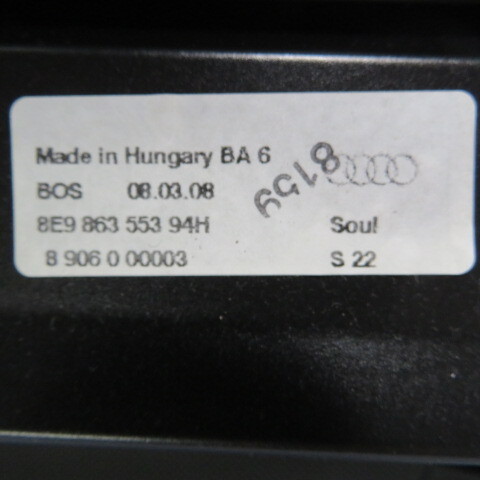 Made in Hungary BA 6
8159
BOS 08.03.08
8E9 863 553 94H Soul
8 906 0 00003 S 22